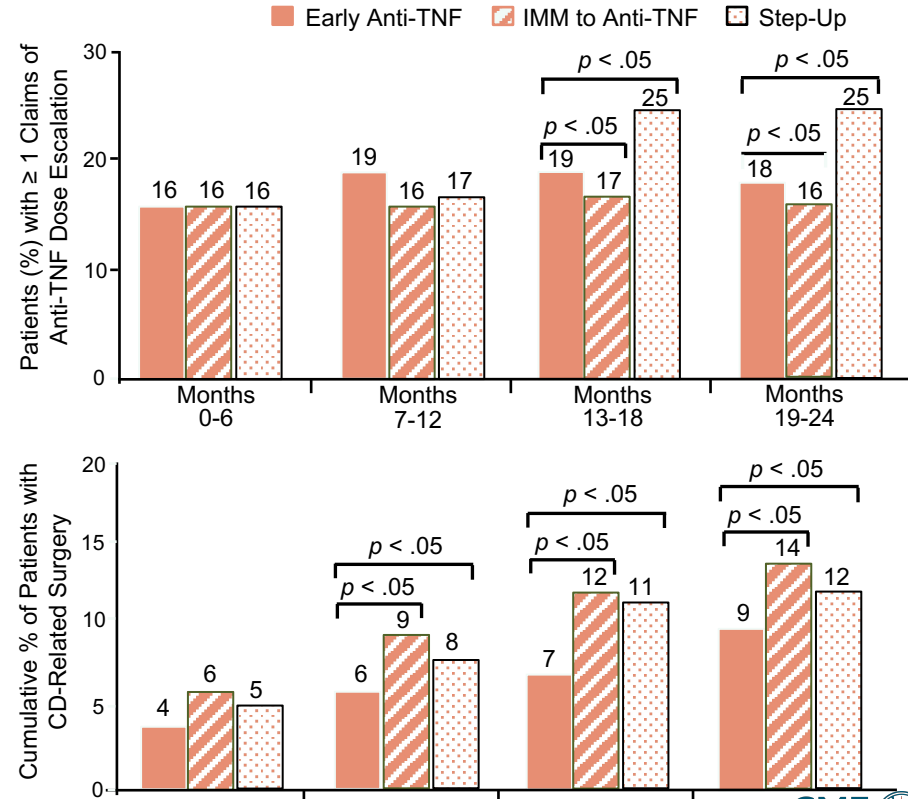 Early Anti-TNF IMM to Anti-TNF Step-Up
Patients (%) with ≥ 1 Claims of
Anti-TNF Dose Escalation
30
20
10
0
16 16 16
19 16 17
p < .05
p < .05
19 17 25
p < .05
p < .05
18 16 25
Months Months Months Months
0-6 7-12 13-18 19-24
Cumulative % of Patients with
CD-Related Surgery
20
15
10
5
0
4 6 5
p < .05
p < .05
6 9 8
p < .05
p < .05
7 12 11
p < .05
p < .05
9 14 12